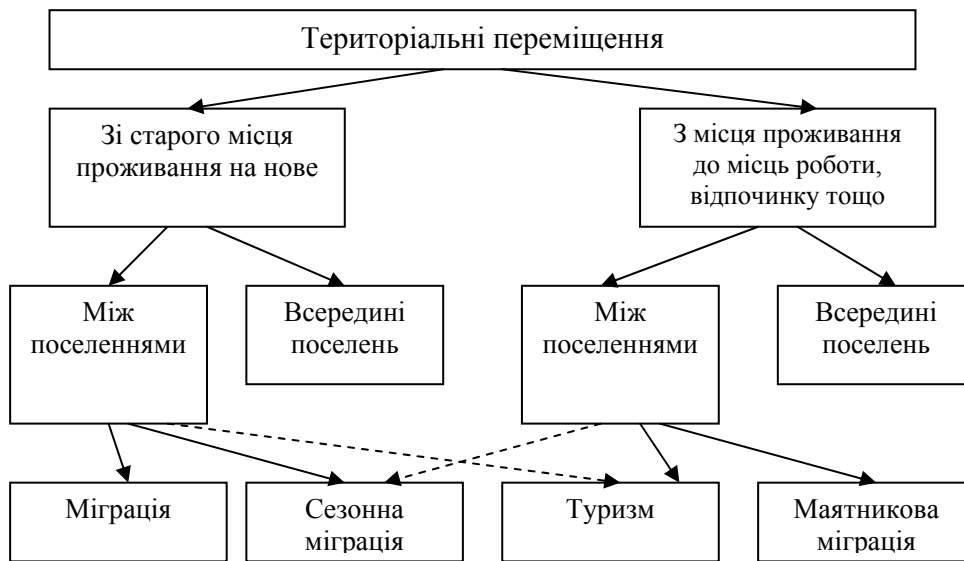 Територіальні переміщення
Зі старого місця
проживання на нове
З місця проживання
до місць роботи,
відпочинку тощо
Між
поселеннями
Всередині
поселень
Між
поселеннями
Всередині
поселень
Міграція
Сезонна
міграція
Туризм
Маятникова
міграція